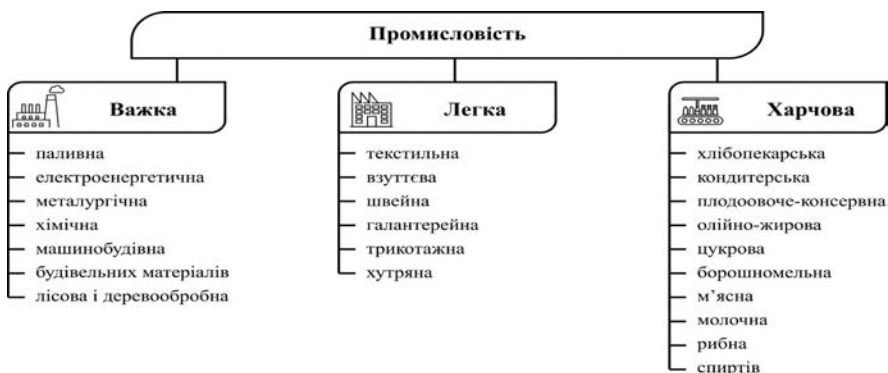 Промисловість
Важка
паливна
електроенергетична
металургічна
хімічна
машинобудівна
будівельних матеріалів
лісова і деревообробна
Легка
текстильна
взуттєва
швейна
галантерейна
трикотажна
хутряна
Харчова
хлібопекарська
кондитерська
плодоовоче-консервна
олійно-жирова
цукрова
борошномельна
м’ясна
молочна
рибна
спиртів